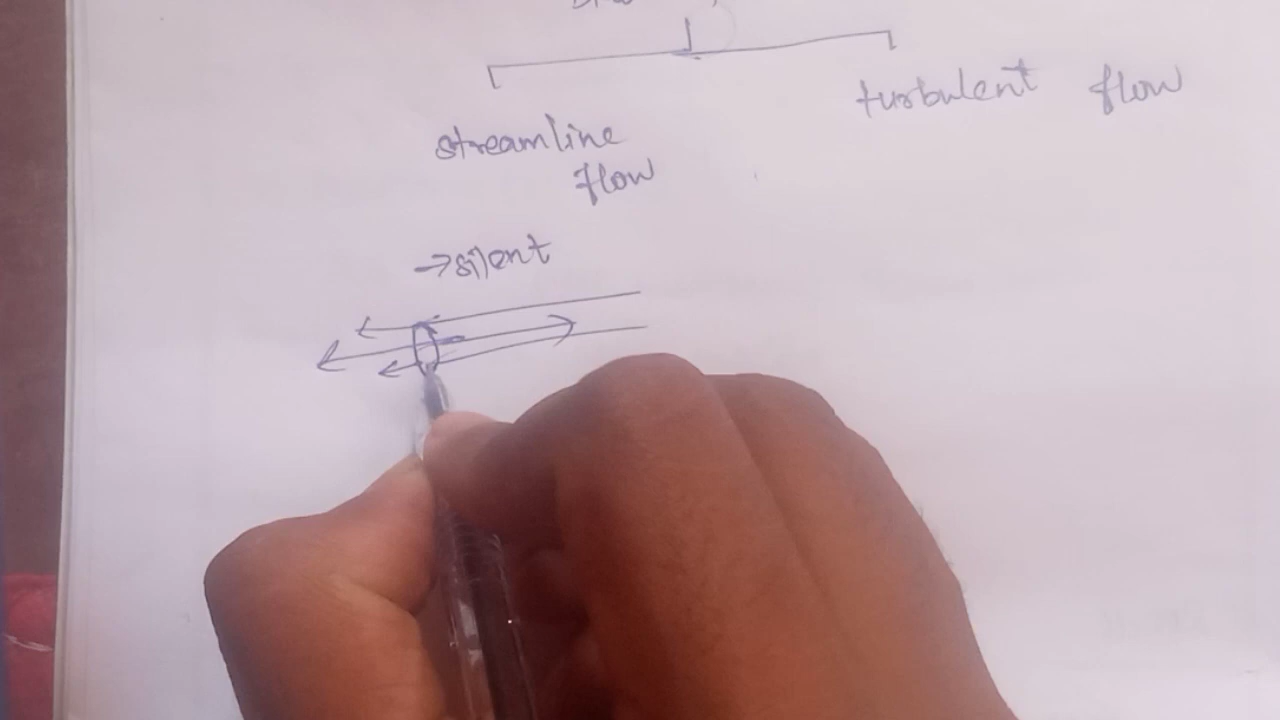 turbulent flow
streamline
flow
→silent